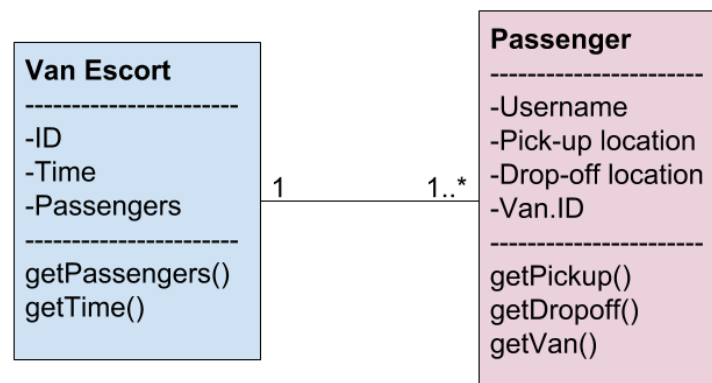 Van Escort
-----------------------
-ID
-Time
-Passengers
-----------------------
getPassengers()
getTime()
1
1..*
Passenger
-----------------------
-Username
-Pick-up location
-Drop-off location
-Van.ID
-----------------------
getPickup()
getDropoff()
getVan()